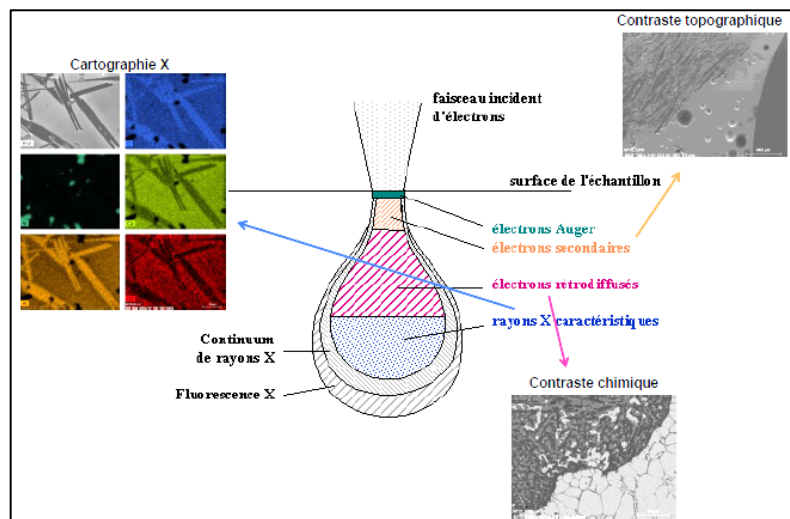 Contraste topographique
Cartographie X
faisceau incident
d'électrons
surface de l'échantillon
électrons Auger
électrons secondaires
électrons rétrodiffusés
rayons X caractéristiques
Continuum
de rayons X
Fluorescence X
Contraste chimique